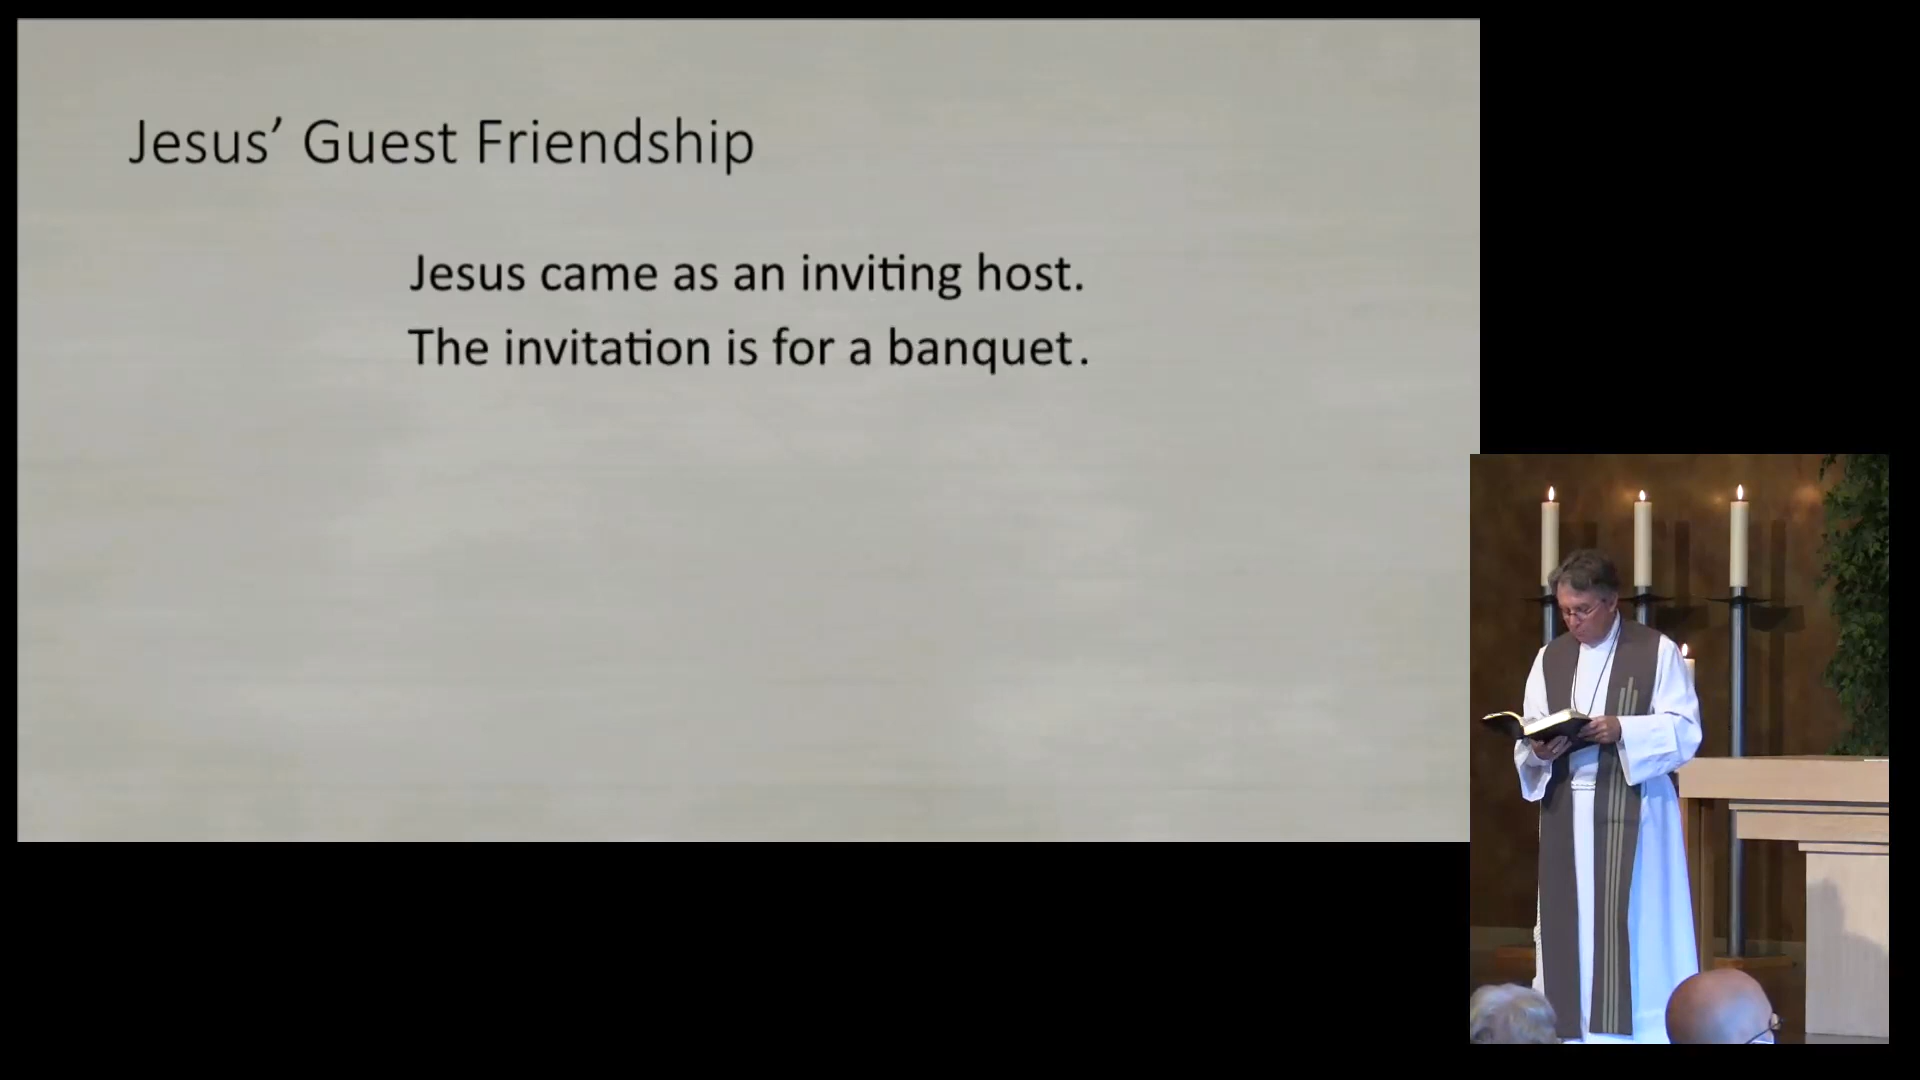 Jesus’ Guest Friendship
Jesus came as an inviting host.
The invitation is for a banquet.